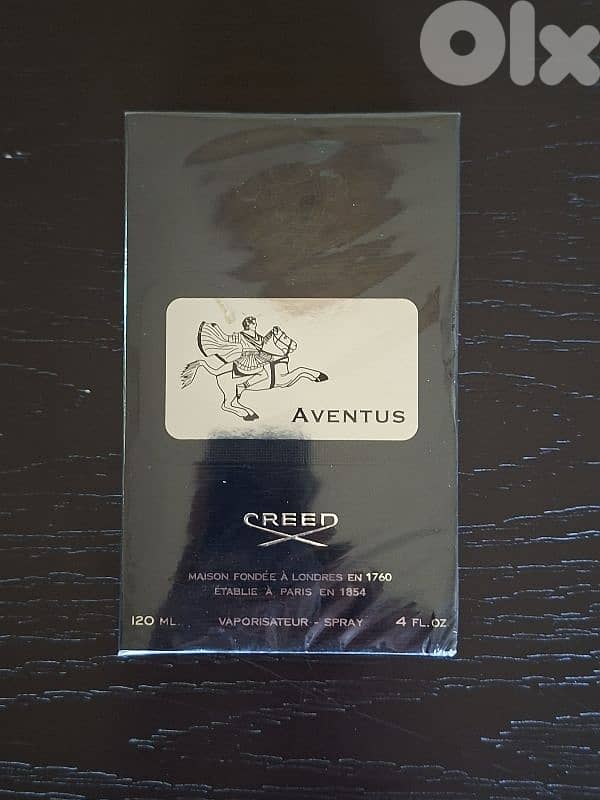 Olx
AVENTUS
CREED
MAISON FONDÉE À LONDRES EN 1760
ÉTABLIE À PARIS EN 1854
120 ML. VAPORISATEUR - SPRAY 4 FL.OZ